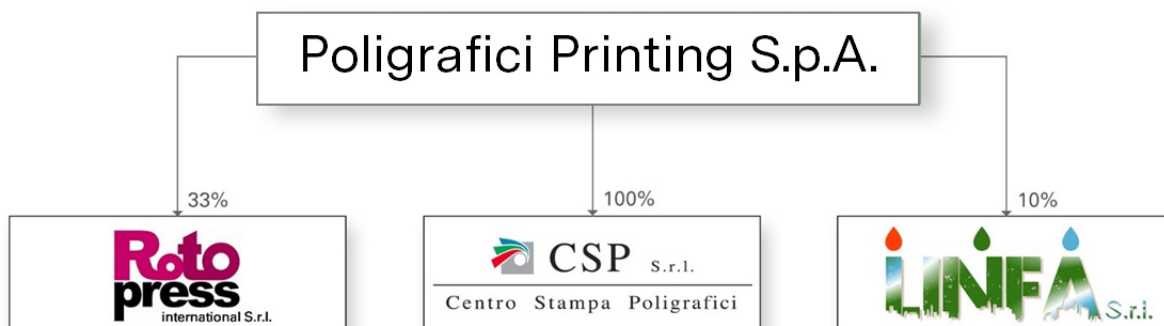 Poligrafici Printing S.p.A.
33%
100%
10%
Roto
press
international S.r.l.
CSP S.r.l.
Centro Stampa Poligrafici
LINFA S.r.l.